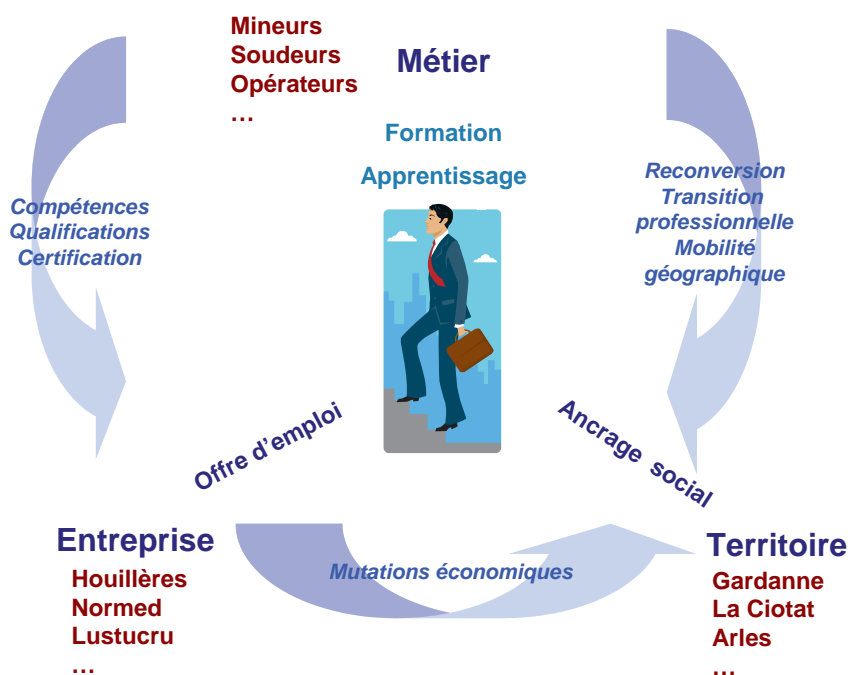 Mineurs
Soudeurs
Opérateurs
…
Métier
Formation
Apprentissage
Compétences
Qualifications
Certification
Reconversion
Transition
professionnelle
Mobilité
géographique
Offre d'emploi
Ancrage social
Entreprise
Houillères
Normed
Lustucru
…
Mutations économiques
Territoire
Gardanne
La Ciotat
Arles
…